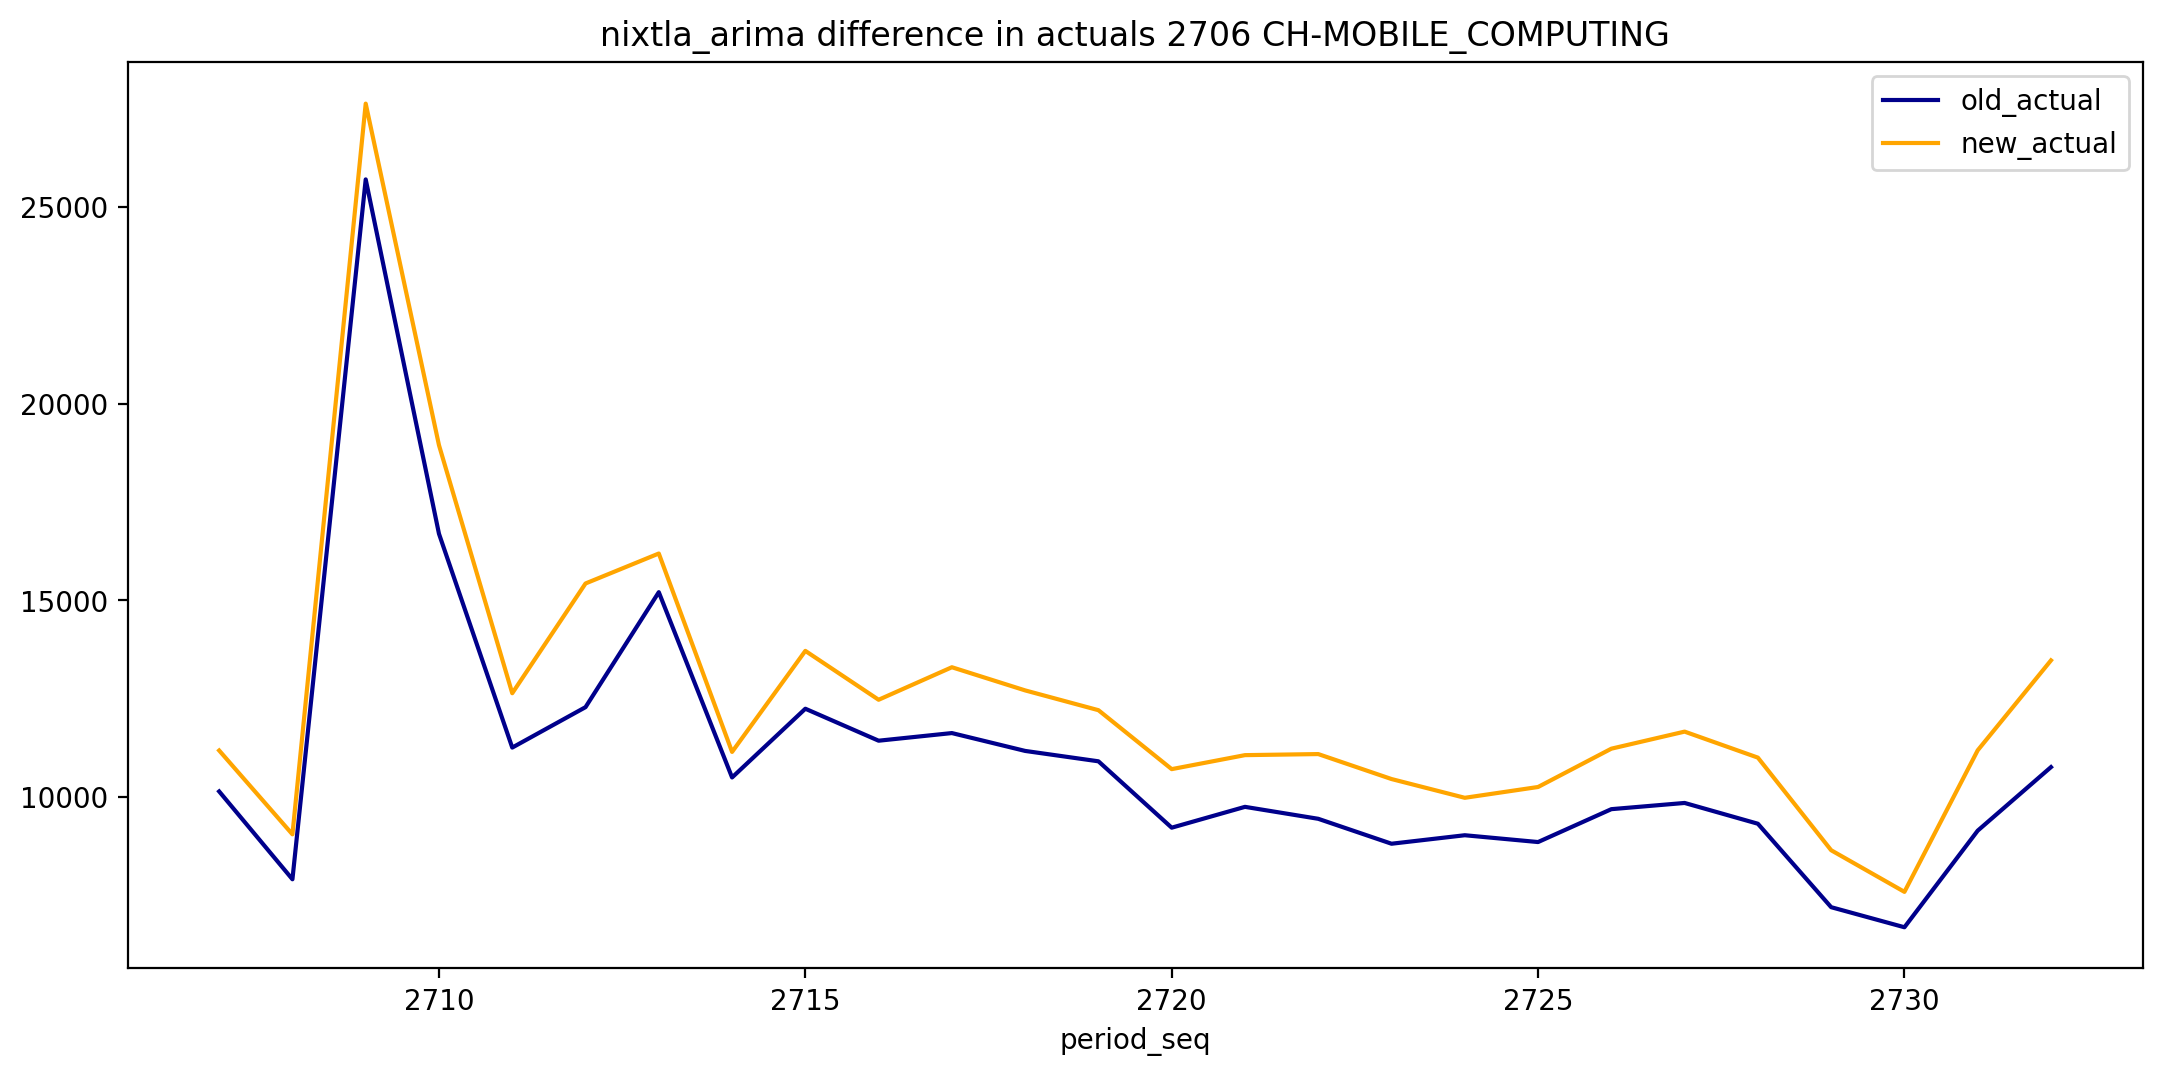 nixtla_arima difference in actuals 2706 CH-MOBILE_COMPUTING
old_actual
new_actual
25000
20000
15000
10000
2710 2715 2720 2725 2730
period_seq